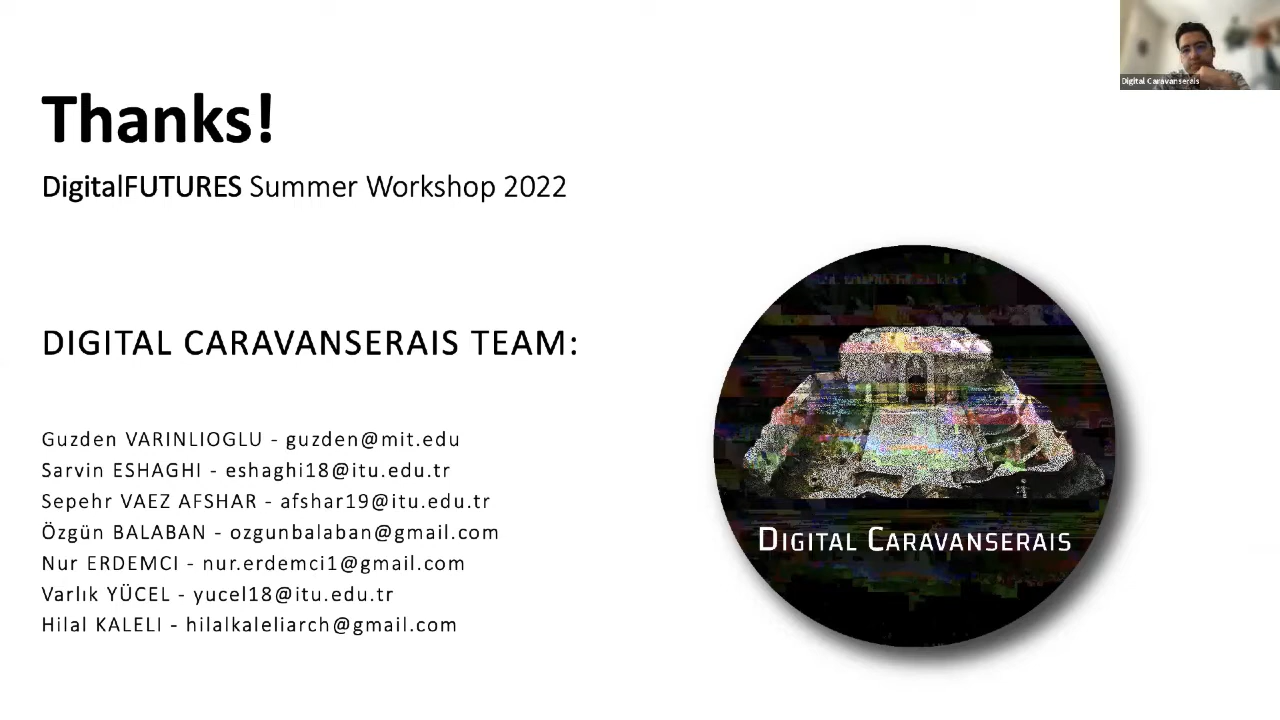 Digital Caravanserais
Thanks!
DigitalFUTURES Summer Workshop 2022
DIGITAL CARAVANSERAIS TEAM:
Guzden VARINLIOGLU - guzden@mit.edu
Sarvin ESHAGHI - eshaghi18@itu.edu.tr
Sepehr VAEZ AFSHAR - afshar19@itu.edu.tr
Özgün BALABAN - ozgunbalaban@gmail.com
Nur ERDEMCI - nur.erdemci1@gmail.com
Varlık YÜCEL - yucel18@itu.edu.tr
Hilal KALELI - hilalkaleliarch@gmail.com
DIGITAL CARAVANSERAIS